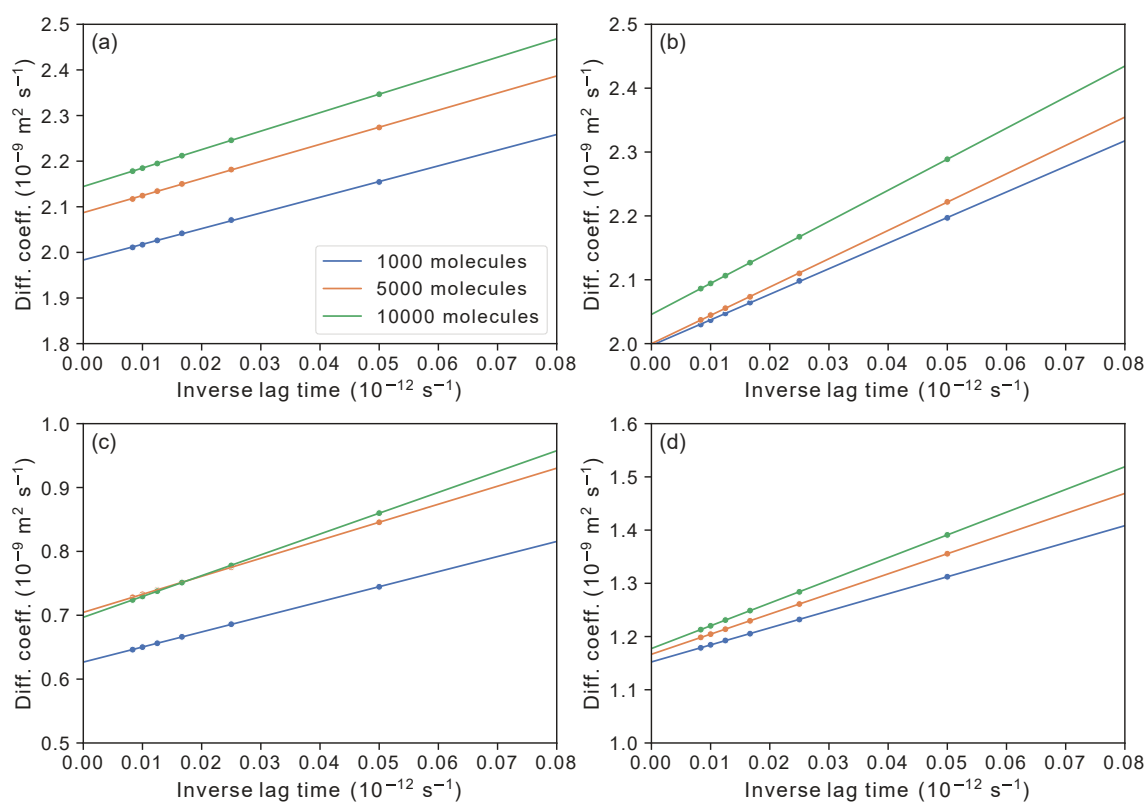 (a)
2.5
2.4
2.3
2.2
2.1
2.0
1.9
1.8
Diff. coeff. (10⁻⁹ m² s⁻¹)
1000 molecules
5000 molecules
10000 molecules
0.00 0.01 0.02 0.03 0.04 0.05 0.06 0.07 0.08
Inverse lag time (10⁻¹² s⁻¹)
(b)
2.5
2.4
2.3
2.2
2.1
2.0
Diff. coeff. (10⁻⁹ m² s⁻¹)
0.00 0.01 0.02 0.03 0.04 0.05 0.06 0.07 0.08
Inverse lag time (10⁻¹² s⁻¹)
(c)
1.0
0.9
0.8
0.7
0.6
0.5
Diff. coeff. (10⁻⁹ m² s⁻¹)
0.00 0.01 0.02 0.03 0.04 0.05 0.06 0.07 0.08
Inverse lag time (10⁻¹² s⁻¹)
(d)
1.6
1.5
1.4
1.3
1.2
1.1
1.0
Diff. coeff. (10⁻⁹ m² s⁻¹)
0.00 0.01 0.02 0.03 0.04 0.05 0.06 0.07 0.08
Inverse lag time (10⁻¹² s⁻¹)